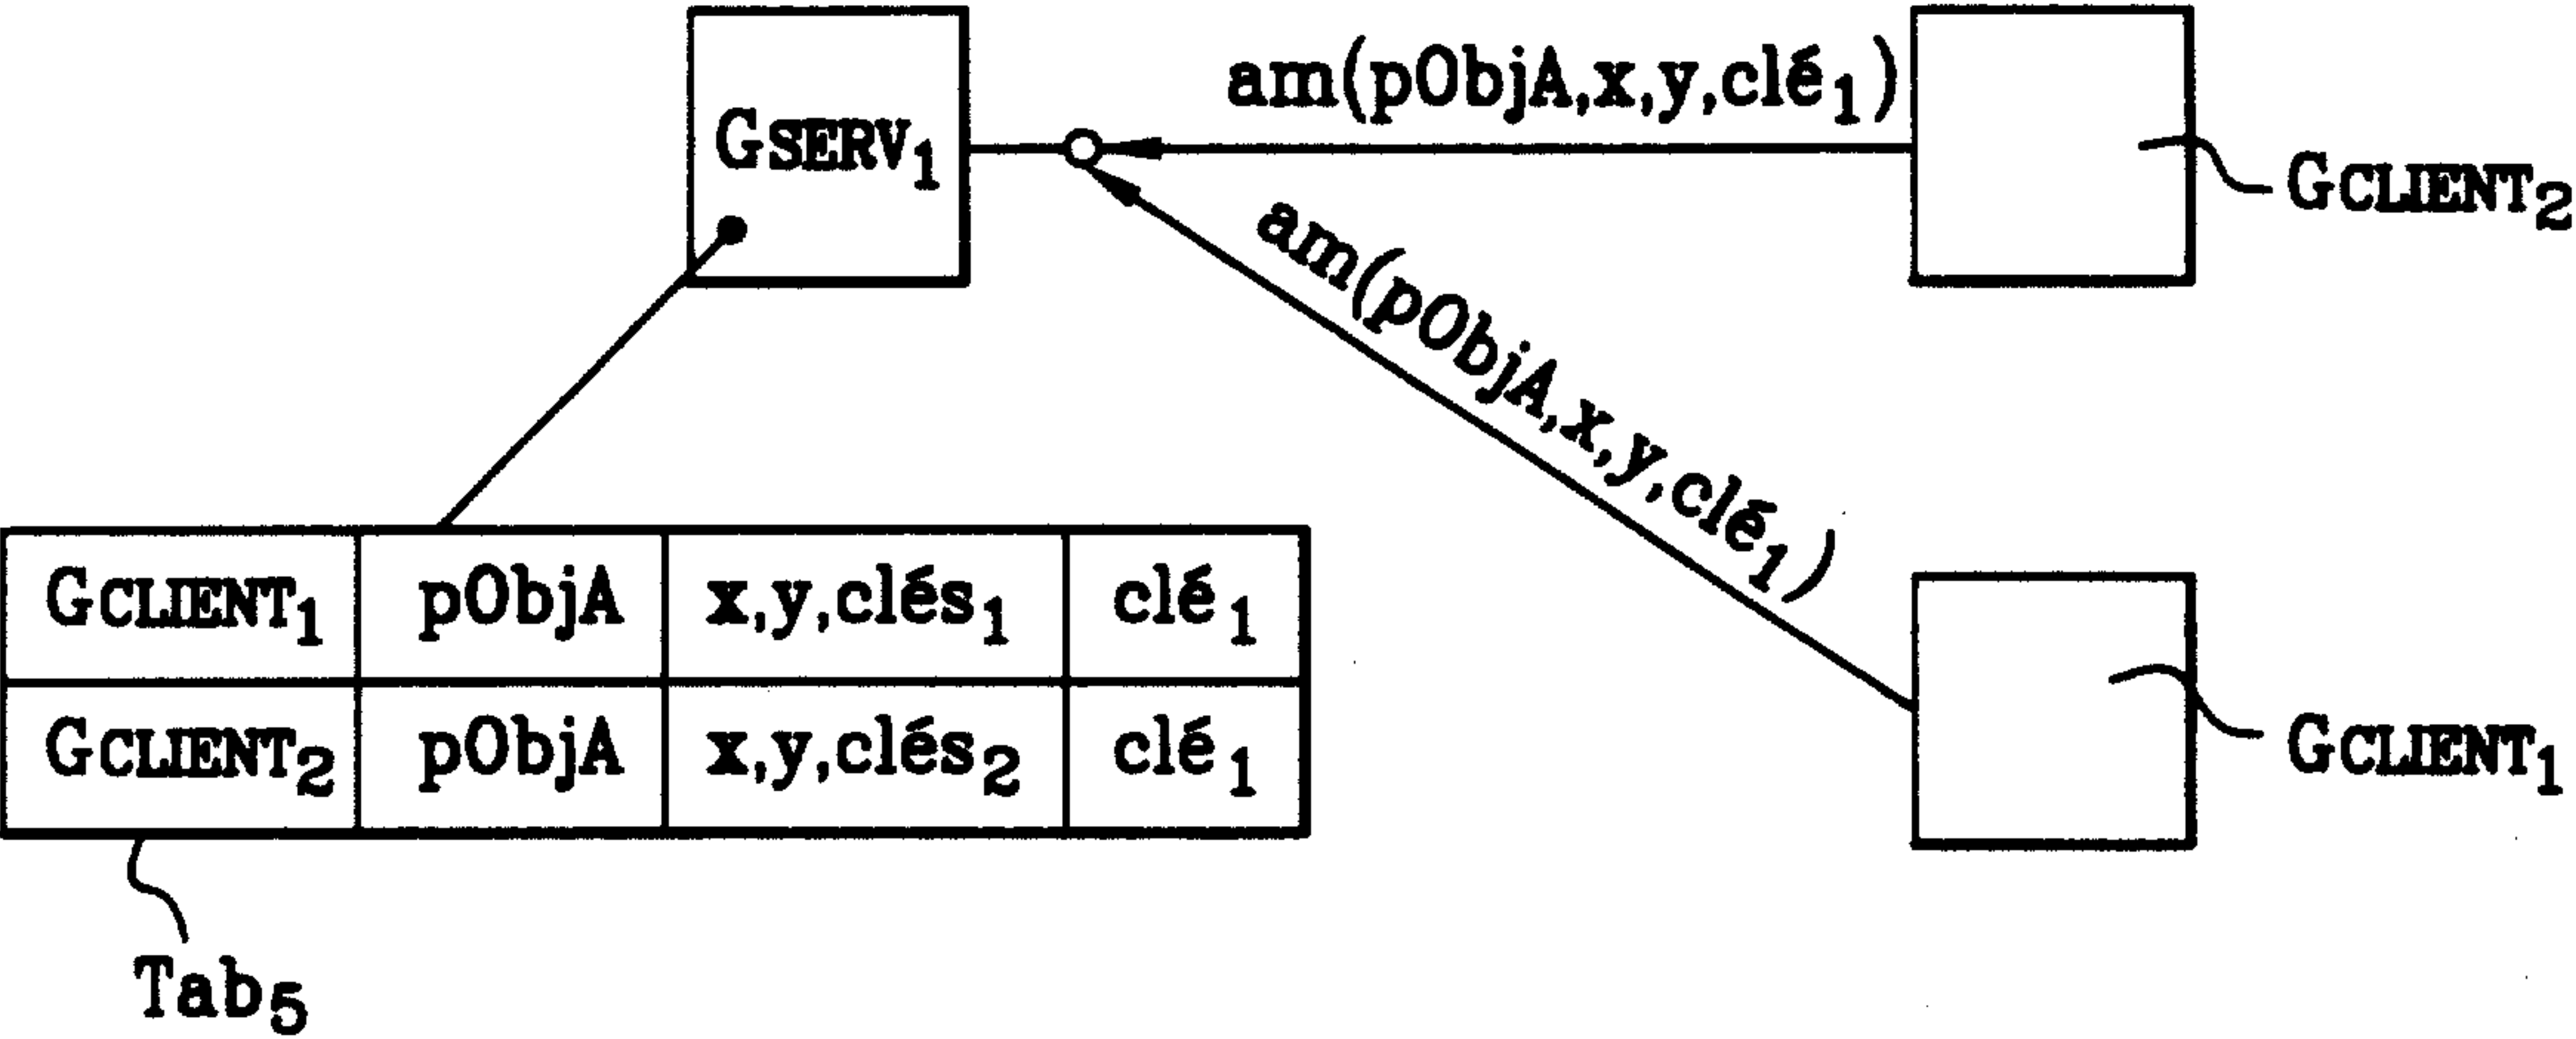 GSERV1
am(pObjA,x,y,clé1)
GCLIENT2
am(pObjA,x,y,clé1)
GCLIENT1 pObjA x,y,clés1 clé1
GCLIENT2 pObjA x,y,clés2 clé1
GCLIENT1
Tab5